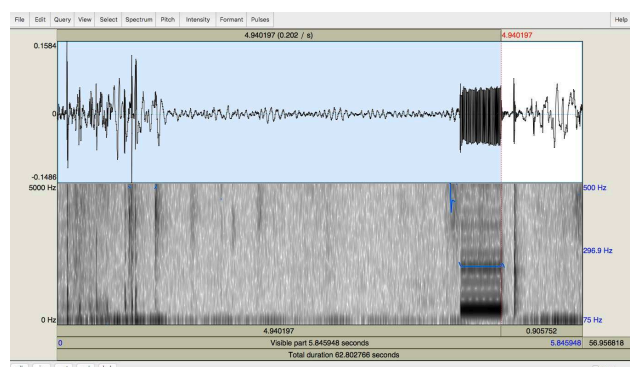 File Edit Query View Select Spectrum Pitch Intensity Formant Pulses Help
4.940197 (0.202 / s) 4.940197
0.1584
0
-0.1486
5000 Hz 500 Hz
296.9 Hz
0 Hz 75 Hz
4.940197 0.905752
0 Visible part 5.845948 seconds 5.845948 56.956818
Total duration 62.802766 seconds